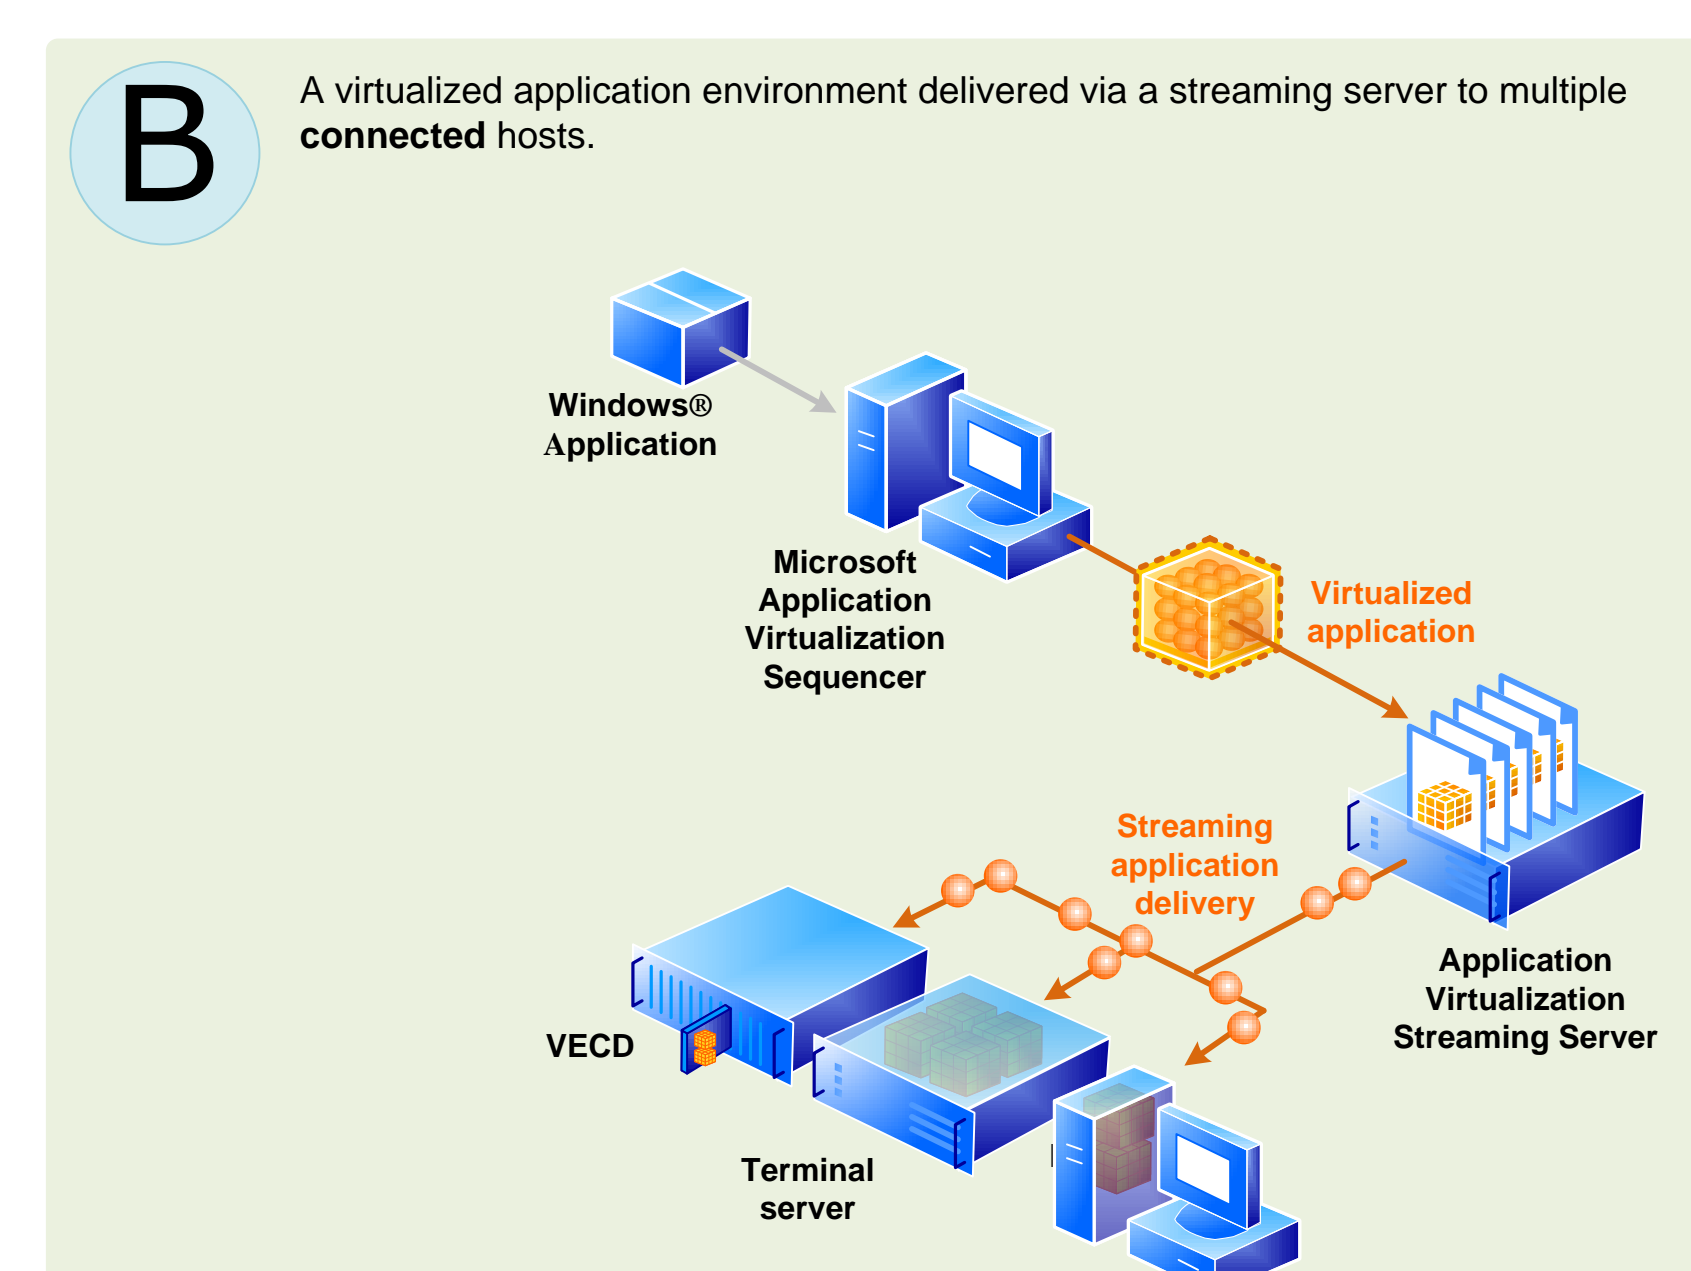 B
A virtualized application environment delivered via a streaming server to multiple
connected hosts.
Windows®
Application
Microsoft
Application
Virtualization
Sequencer
Virtualized
application
Streaming
application
delivery
Application
Virtualization
Streaming Server
VECD
Terminal
server